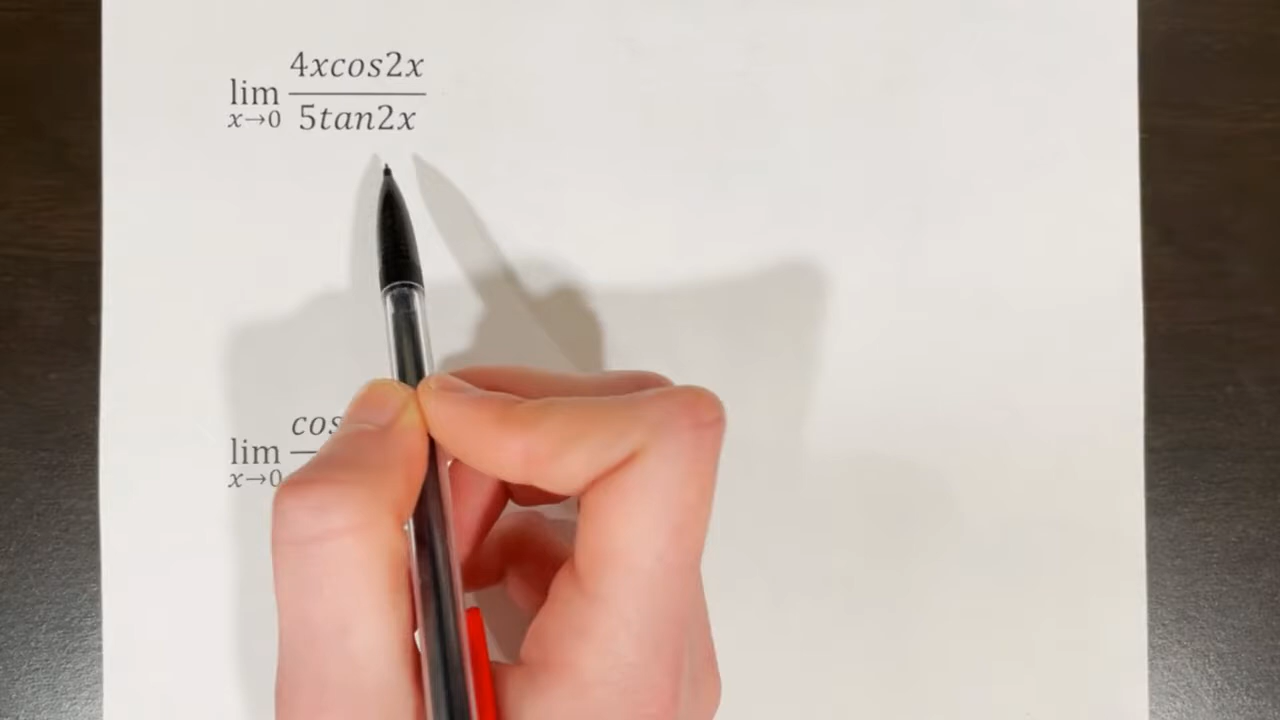 lim x→0 4xcos2x / 5tan2x
lim x→0 cos